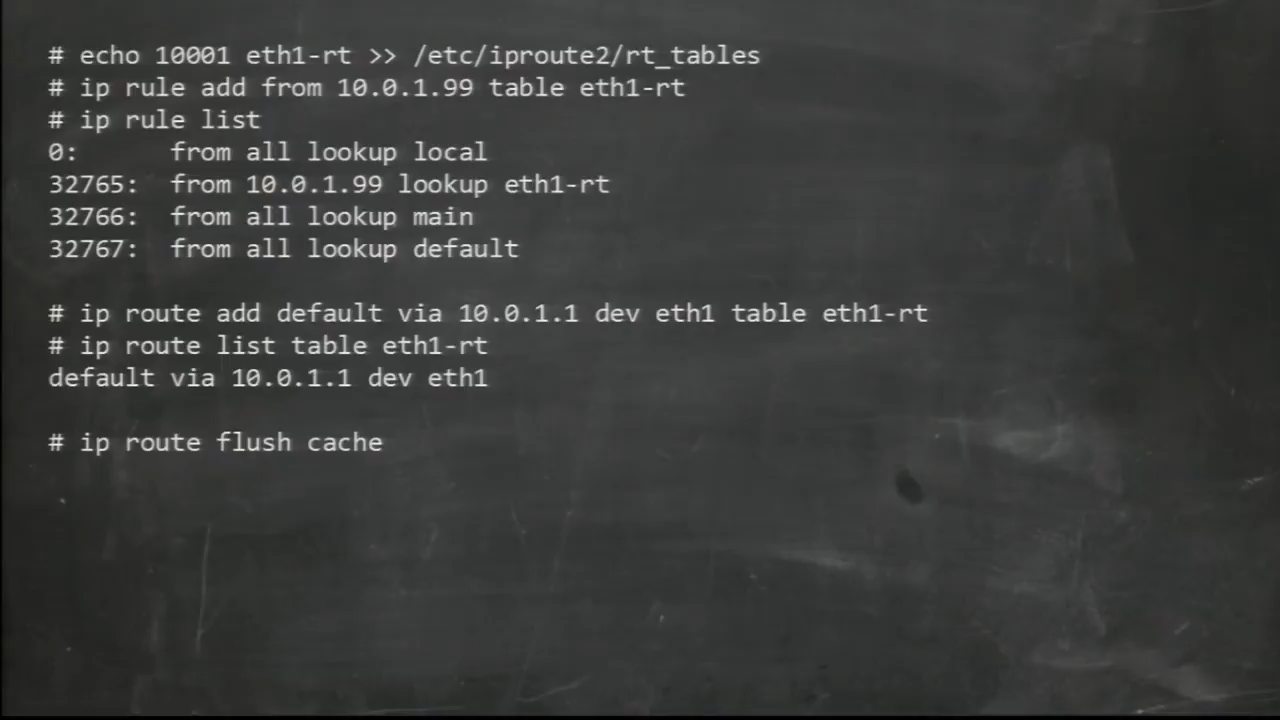 # echo 10001 eth1-rt >> /etc/iproute2/rt_tables
# ip rule add from 10.0.1.99 table eth1-rt
# ip rule list
0:      from all lookup local
32765:  from 10.0.1.99 lookup eth1-rt
32766:  from all lookup main
32767:  from all lookup default
# ip route add default via 10.0.1.1 dev eth1 table eth1-rt
# ip route list table eth1-rt
default via 10.0.1.1 dev eth1
# ip route flush cache